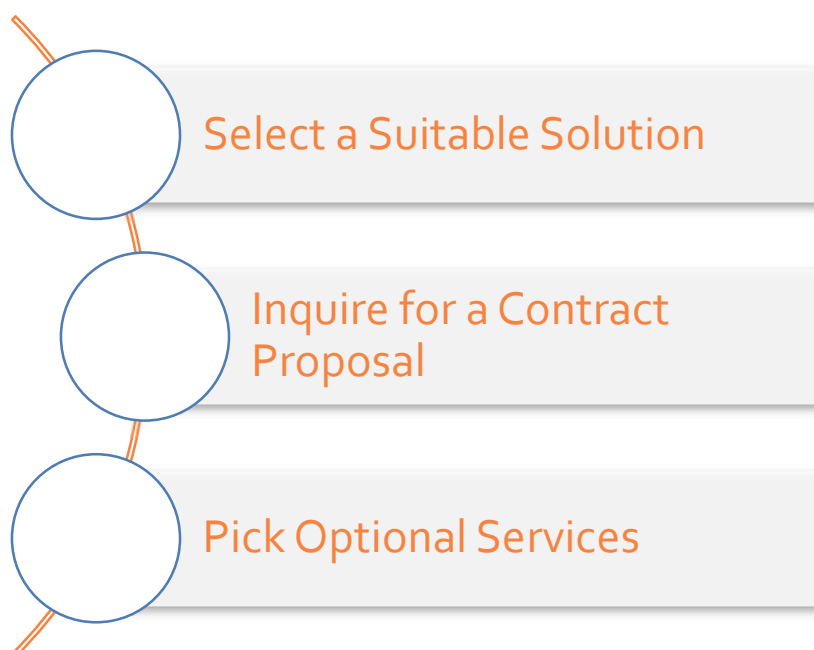 Select a Suitable Solution
Inquire for a Contract
Proposal
Pick Optional Services